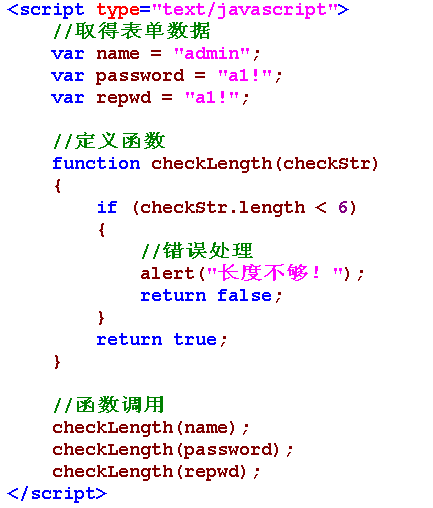 <script type="text/javascript">
    //取得表单数据
    var name = "admin";
    var password = "a1!";
    var repwd = "a1!";

    //定义函数
    function checkLength(checkStr)
    {
        if (checkStr.length < 6)
        {
            //错误处理
            alert("长度不够！");
            return false;
        }
        return true;
    }

    //函数调用
    checkLength(name);
    checkLength(password);
    checkLength(repwd);
</script>